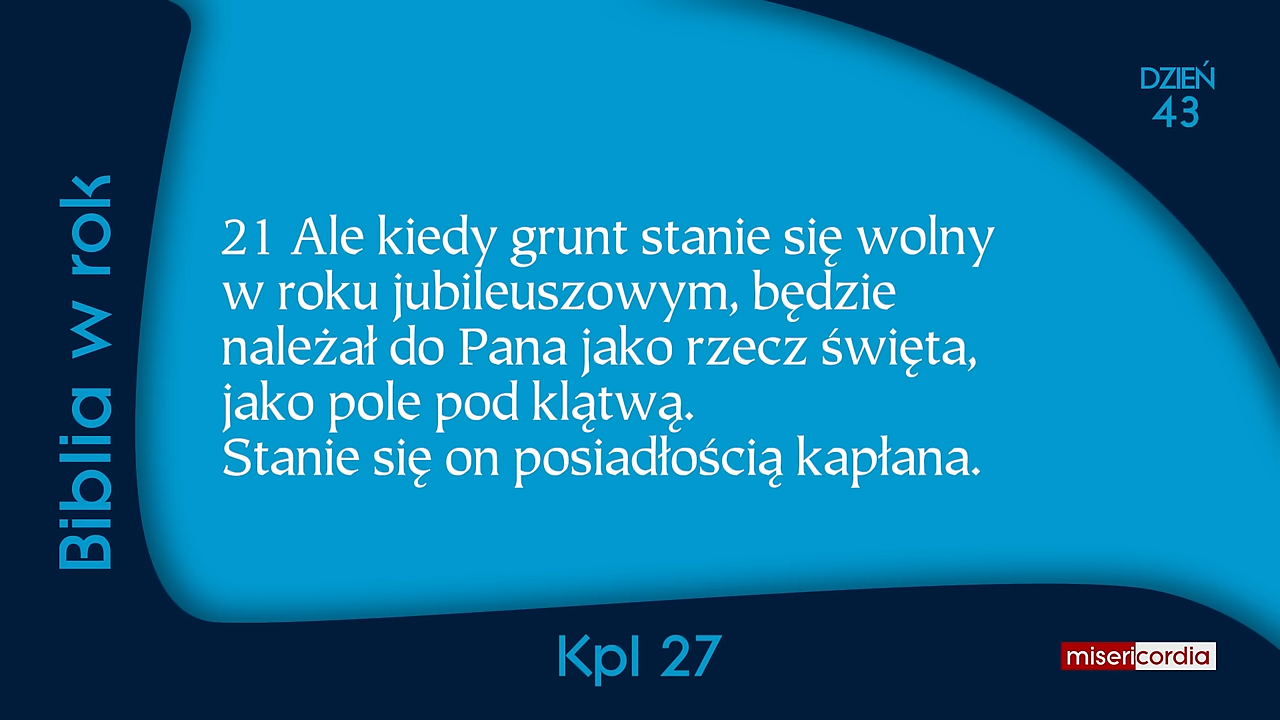 DZIEŃ
43
Biblia w rok
21 Ale kiedy grunt stanie się wolny
w roku jubileuszowym, będzie
należał do Pana jako rzecz święta,
jako pole pod klątwą.
Stanie się on posiadłością kapłana.
Kpl 27
misericordia